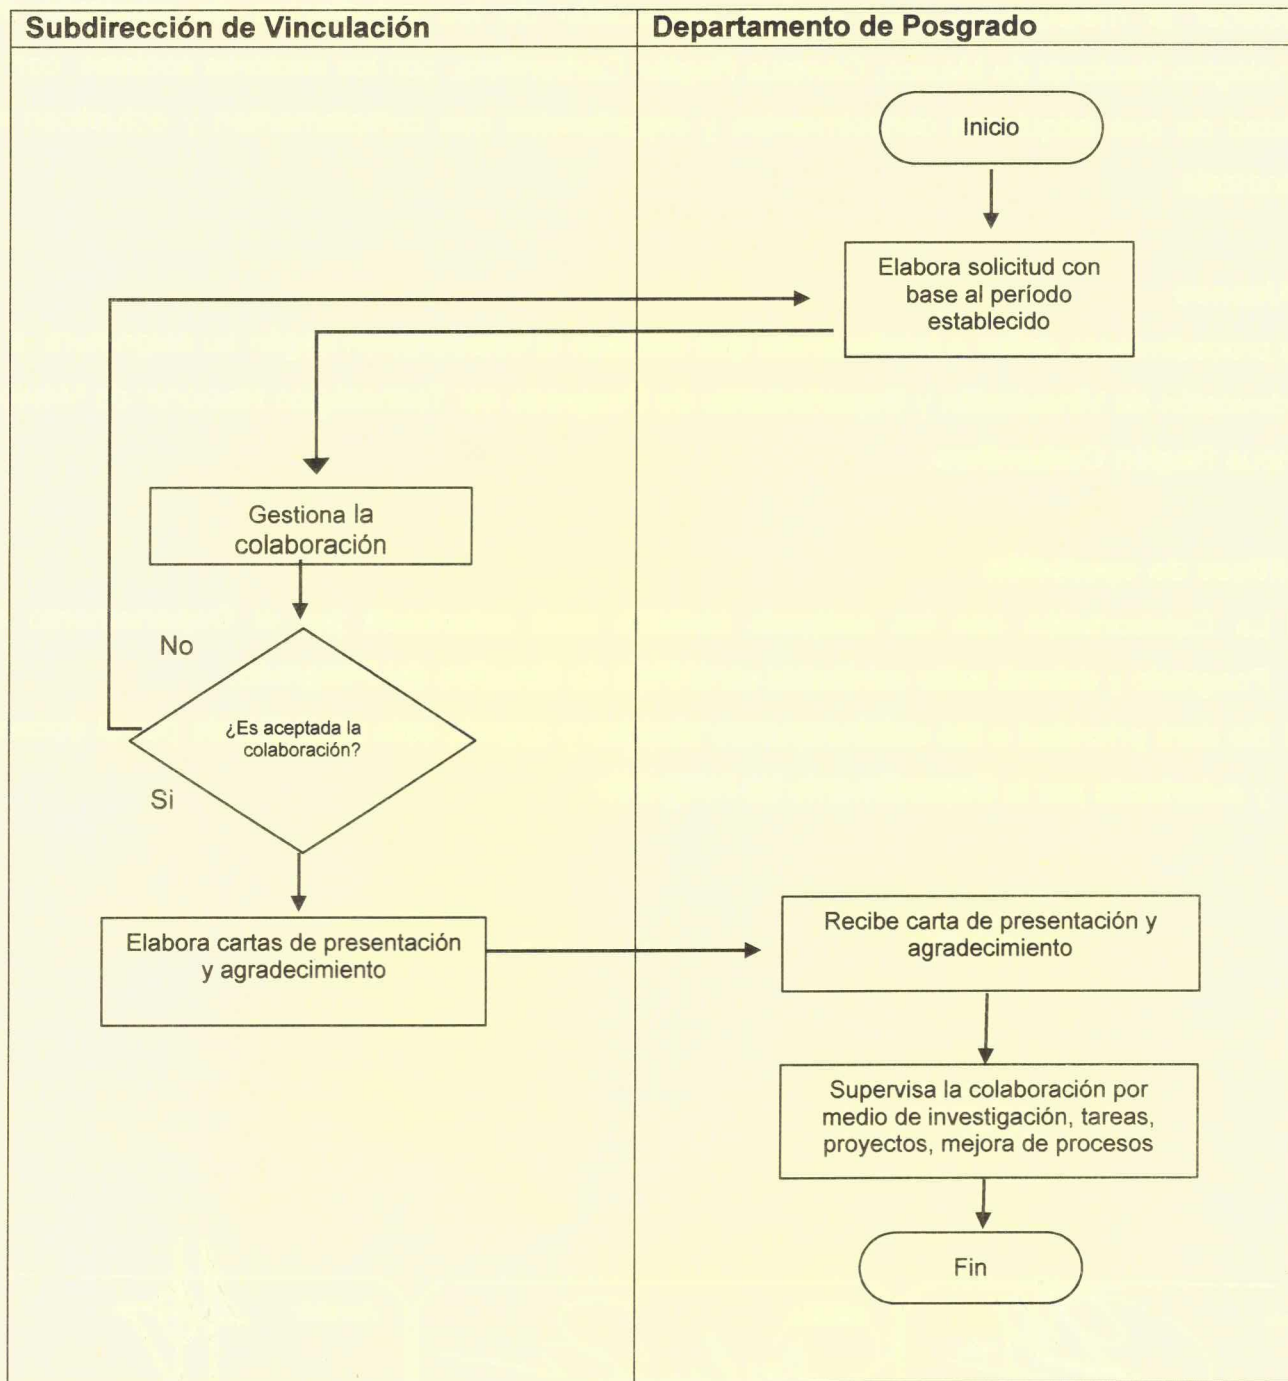 Subdirección de Vinculación
Departamento de Posgrado
Inicio
Elabora solicitud con
base al período
establecido
Gestiona la
colaboración
No
¿Es aceptada la
colaboración?
Si
Elabora cartas de presentación
y agradecimiento
Recibe carta de presentación y
agradecimiento
Supervisa la colaboración por
medio de investigación, tareas,
proyectos, mejora de procesos
Fin